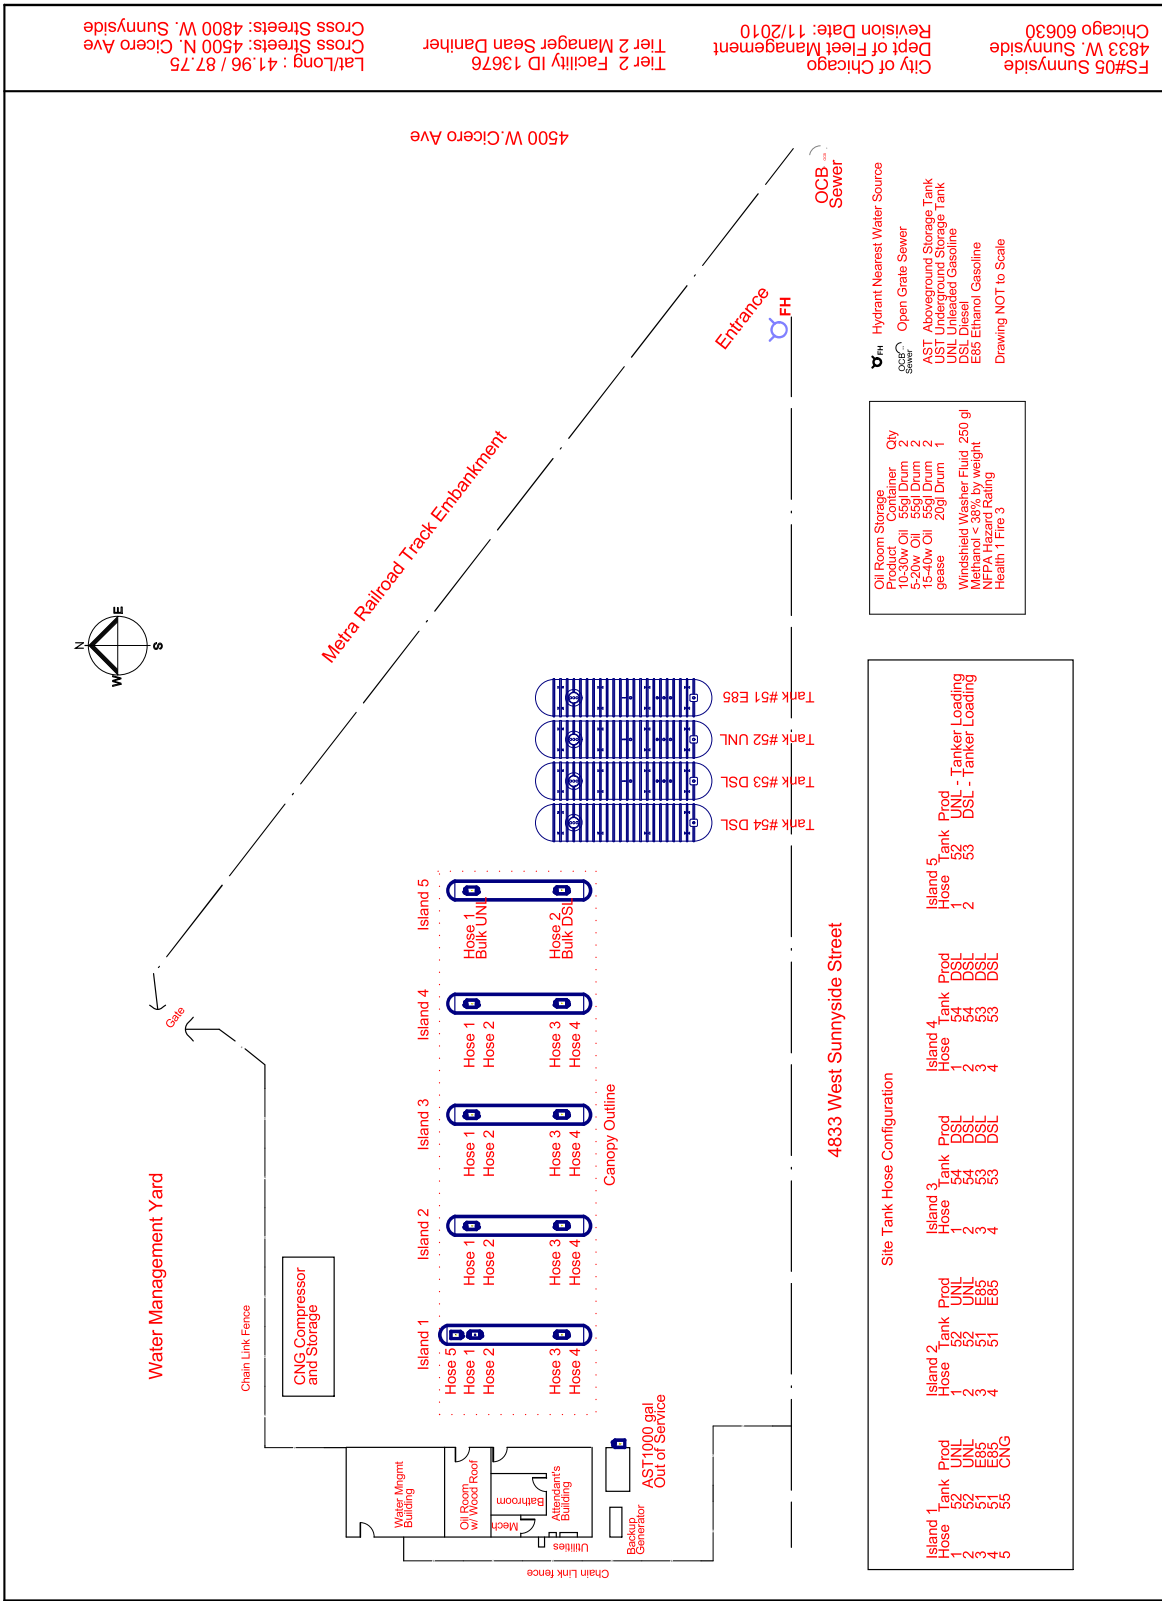 FS#05 Sunnyside
4833 W. Sunnyside
Chicago 60630
City of Chicago
Dept of Fleet Management
Revision Date: 11/2010
Tier 2 Facility ID 13676
Tier 2 Manager Sean Daniher
Lat/Long : 41.96 / 87.75
Cross Streets: 4500 N. Cicero Ave
Cross Streets: 4800 W. Sunnyside
4500 W.Cicero Ave
OCB
Sewer
Entrance
FH
Metra Railroad Track Embankment
N
E
S
W
Gate
Water Management Yard
Chain Link Fence
CNG Compressor
and Storage
Tank #51 E85
Tank #52 UNL
Tank #53 DSL
Tank #54 DSL
Island 5
Hose 1
Bulk UNL
Hose 2
Bulk DSL
Island 4
Hose 1
Hose 2
Hose 3
Hose 4
Island 3
Hose 1
Hose 2
Hose 3
Hose 4
Island 2
Hose 1
Hose 2
Hose 3
Hose 4
Island 1
Hose 5
Hose 1
Hose 2
Hose 3
Hose 4
Canopy Outline
4833 West Sunnyside Street
Water Mngmt
Building
Oil Room
w/ Wood Roof
Bathroom
Mech
Attendant's
Building
Utilities
AST1000 gal
Out of Service
Backup
Generator
Chain Link fence
FH Hydrant Nearest Water Source
OCB Open Grate Sewer
Sewer
AST Aboveground Storage Tank
UST Underground Storage Tank
UNL Unleaded Gasoline
DSL Diesel
E85 Ethanol Gasoline
Drawing NOT to Scale
Oil Room Storage
Product Container Qty
10-30w Oil 55gl Drum 2
5-20w Oil 55gl Drum 2
15-40w Oil 55gl Drum 2
gease 20gl Drum 1
Windshield Washer Fluid 250 gl
Methanol < 38% by weight
NFPA Hazard Rating
Health 1 Fire 3
Site Tank Hose Configuration
Island 1
Hose Tank Prod
1 52 UNL
2 52 UNL
3 51 E85
4 51 E85
5 55 CNG
Island 2
Hose Tank Prod
1 52 UNL
2 52 UNL
3 51 E85
4 51 E85
Island 3
Hose Tank Prod
1 54 DSL
2 54 DSL
3 53 DSL
4 53 DSL
Island 4
Hose Tank Prod
1 54 DSL
2 54 DSL
3 53 DSL
4 53 DSL
Island 5
Hose Tank Prod
1 52 UNL - Tanker Loading
2 53 DSL - Tanker Loading